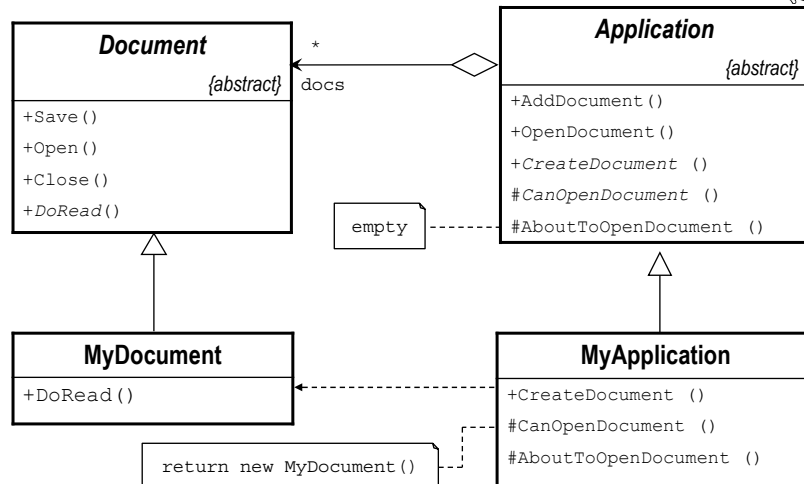 Document
{abstract}
+Save()
+Open()
+Close()
+DoRead()
*
docs
Application
{abstract}
+AddDocument()
+OpenDocument()
+CreateDocument ()
#CanOpenDocument ()
#AboutToOpenDocument ()
empty
MyDocument
+DoRead()
MyApplication
+CreateDocument ()
#CanOpenDocument ()
#AboutToOpenDocument ()
return new MyDocument()